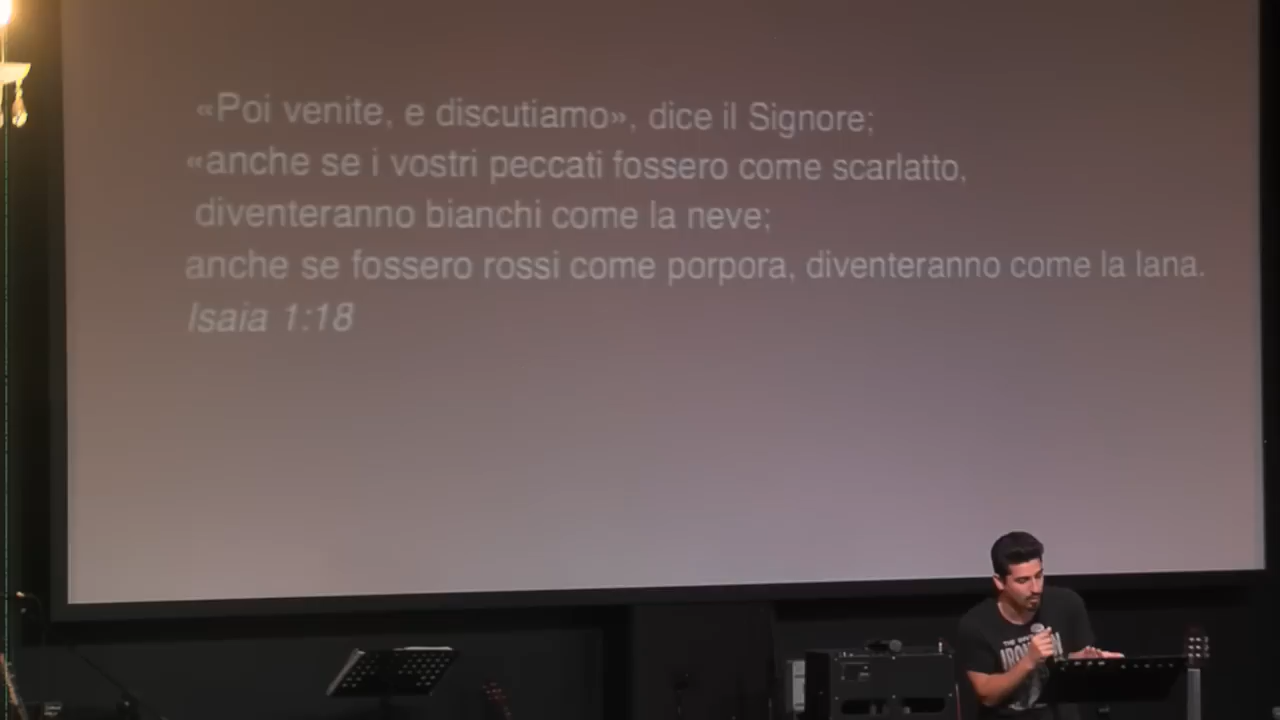 «Poi venite, e discutiamo», dice il Signore;
«anche se i vostri peccati fossero come scarlatto,
diventeranno bianchi come la neve;
anche se fossero rossi come porpora, diventeranno come la lana.
Isaia 1:18
THE